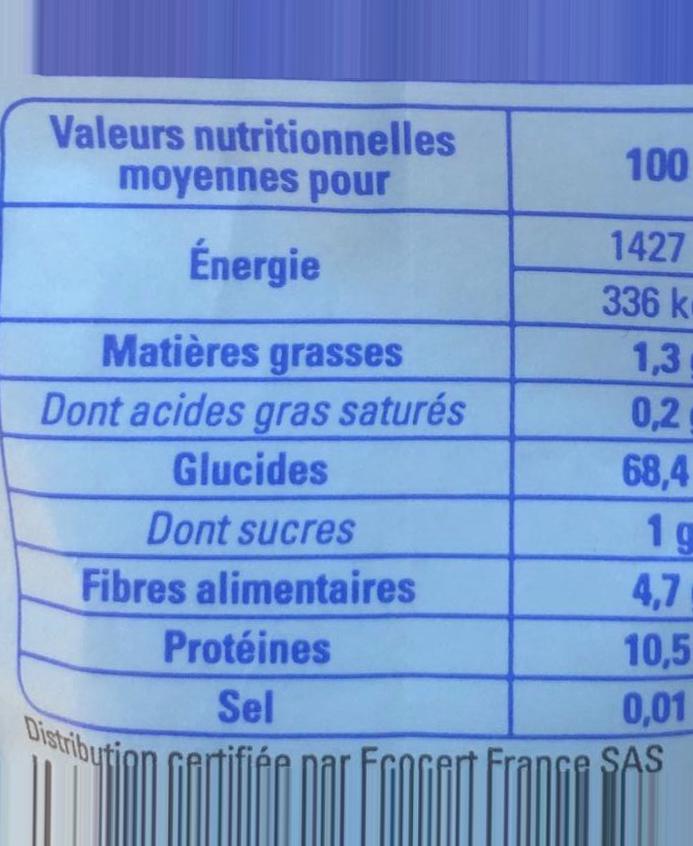 Valeurs nutritionnelles
moyennes pour 100
Énergie 1427
336 k
Matières grasses 1,3
Dont acides gras saturés 0,2
Glucides 68,4
Dont sucres 1 g
Fibres alimentaires 4,7
Protéines 10,5
Sel 0,01
Distribution certifiée par Ecocert France SAS